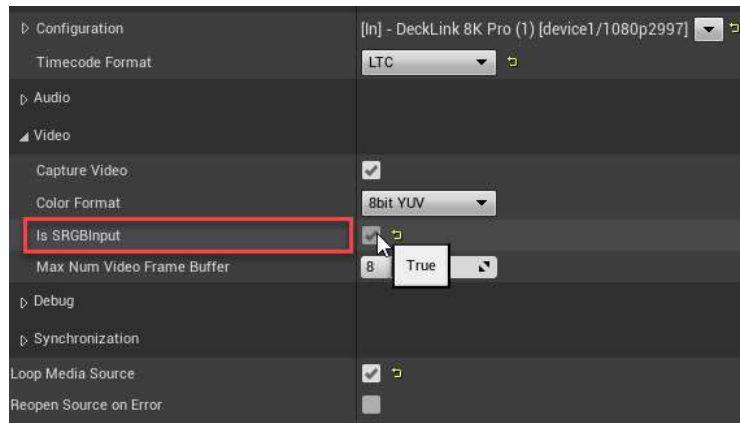 Configuration [In] - DeckLink 8K Pro (1) [device1/1080p2997]
Timecode Format LTC
Audio
Video
Capture Video
Color Format 8bit YUV
Is SRGBInput
Max Num Video Frame Buffer 8 True
Debug
Synchronization
Loop Media Source
Reopen Source on Error